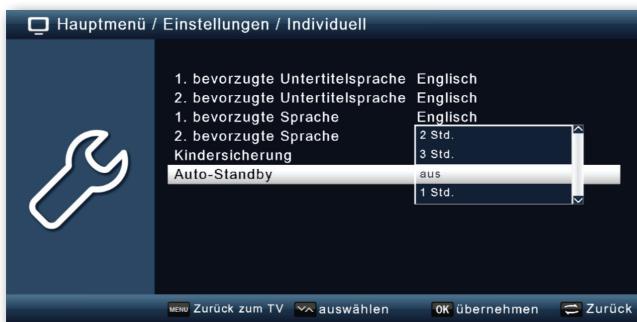 Hauptmenü / Einstellungen / Individuell
1. bevorzugte Untertitelsprache Englisch
2. bevorzugte Untertitelsprache Englisch
1. bevorzugte Sprache Englisch
2. bevorzugte Sprache 2 Std.
Kindersicherung 3 Std.
Auto-Standby aus
1 Std.
MENU Zurück zum TV auswählen OK übernehmen Zurück